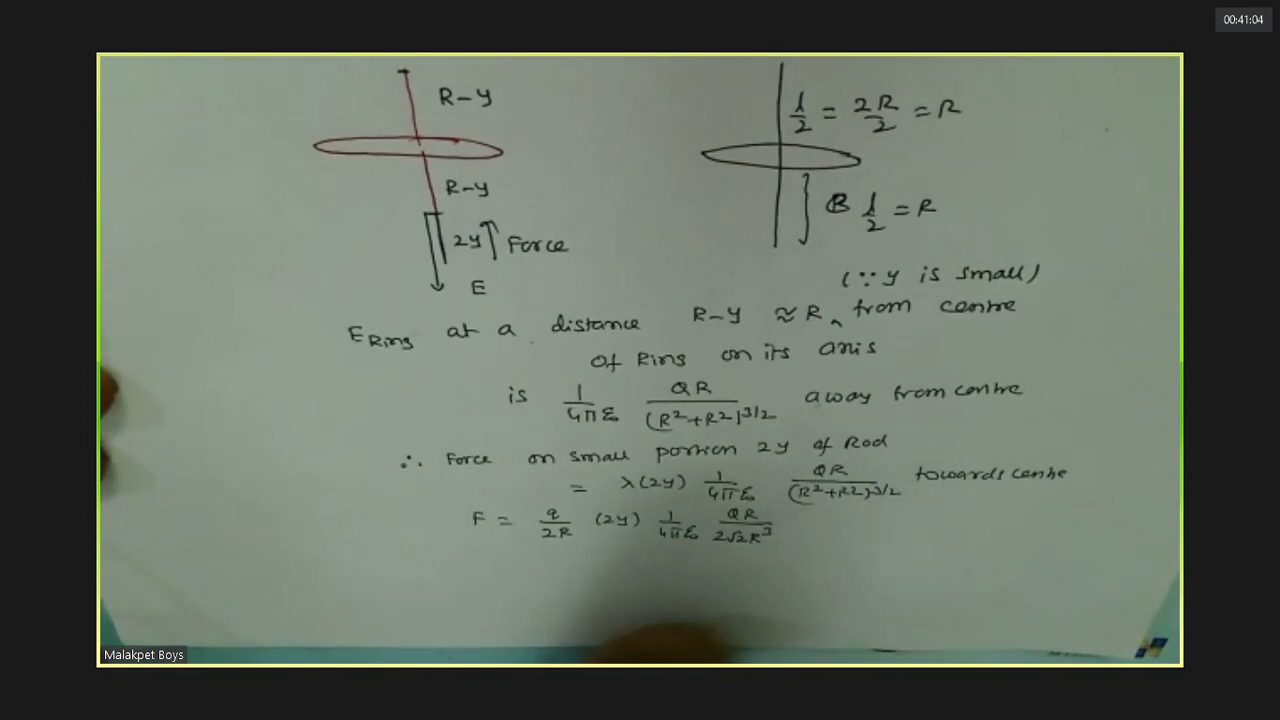 00:41:04
R-y
R-y
2y Force
E
l/2 = 2R/2 = R
l/2 = R
(∵ y is small)
E Ring at a distance R-y ≈ R, from centre
of Ring on its axis
is 1/4πε₀ QR/(R²+R²)^3/2 away from centre
∴ Force on small portion 2y of Rod
= λ(2y) 1/4πε₀ QR/(R²+R²)^3/2 towards centre
F = q/2R (2y) 1/4πε₀ QR/2√2R³
Malakpet Boys